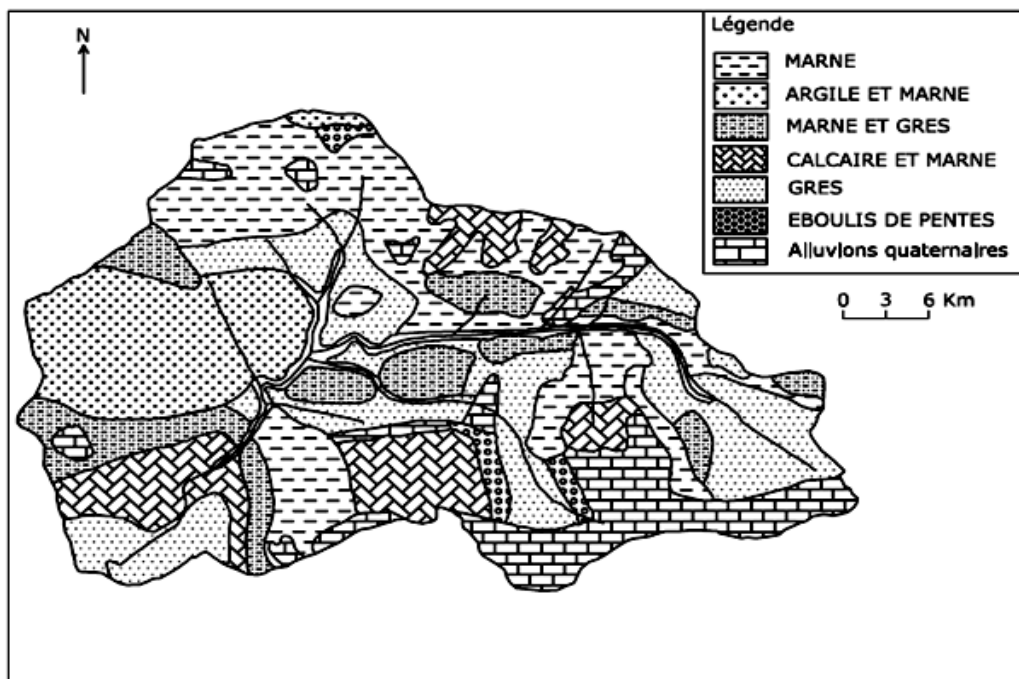 N
Légende
MARNE
ARGILE ET MARNE
MARNE ET GRES
CALCAIRE ET MARNE
GRES
EBOULIS DE PENTES
Alluvions quaternaires
0 3 6 Km